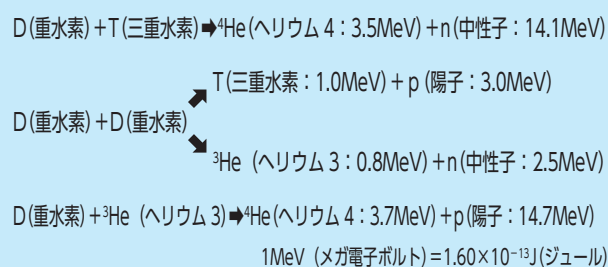 D(重水素)+T(三重水素)➡⁴He(ヘリウム4：3.5MeV)+n(中性子：14.1MeV)
T(三重水素：1.0MeV)+p(陽子：3.0MeV)
D(重水素)+D(重水素)
³He (ヘリウム3：0.8MeV)+n(中性子：2.5MeV)
D(重水素)+³He (ヘリウム3)➡⁴He(ヘリウム4：3.7MeV)+p(陽子：14.7MeV)
1MeV (メガ電子ボルト)=1.60×10⁻¹³J(ジュール)